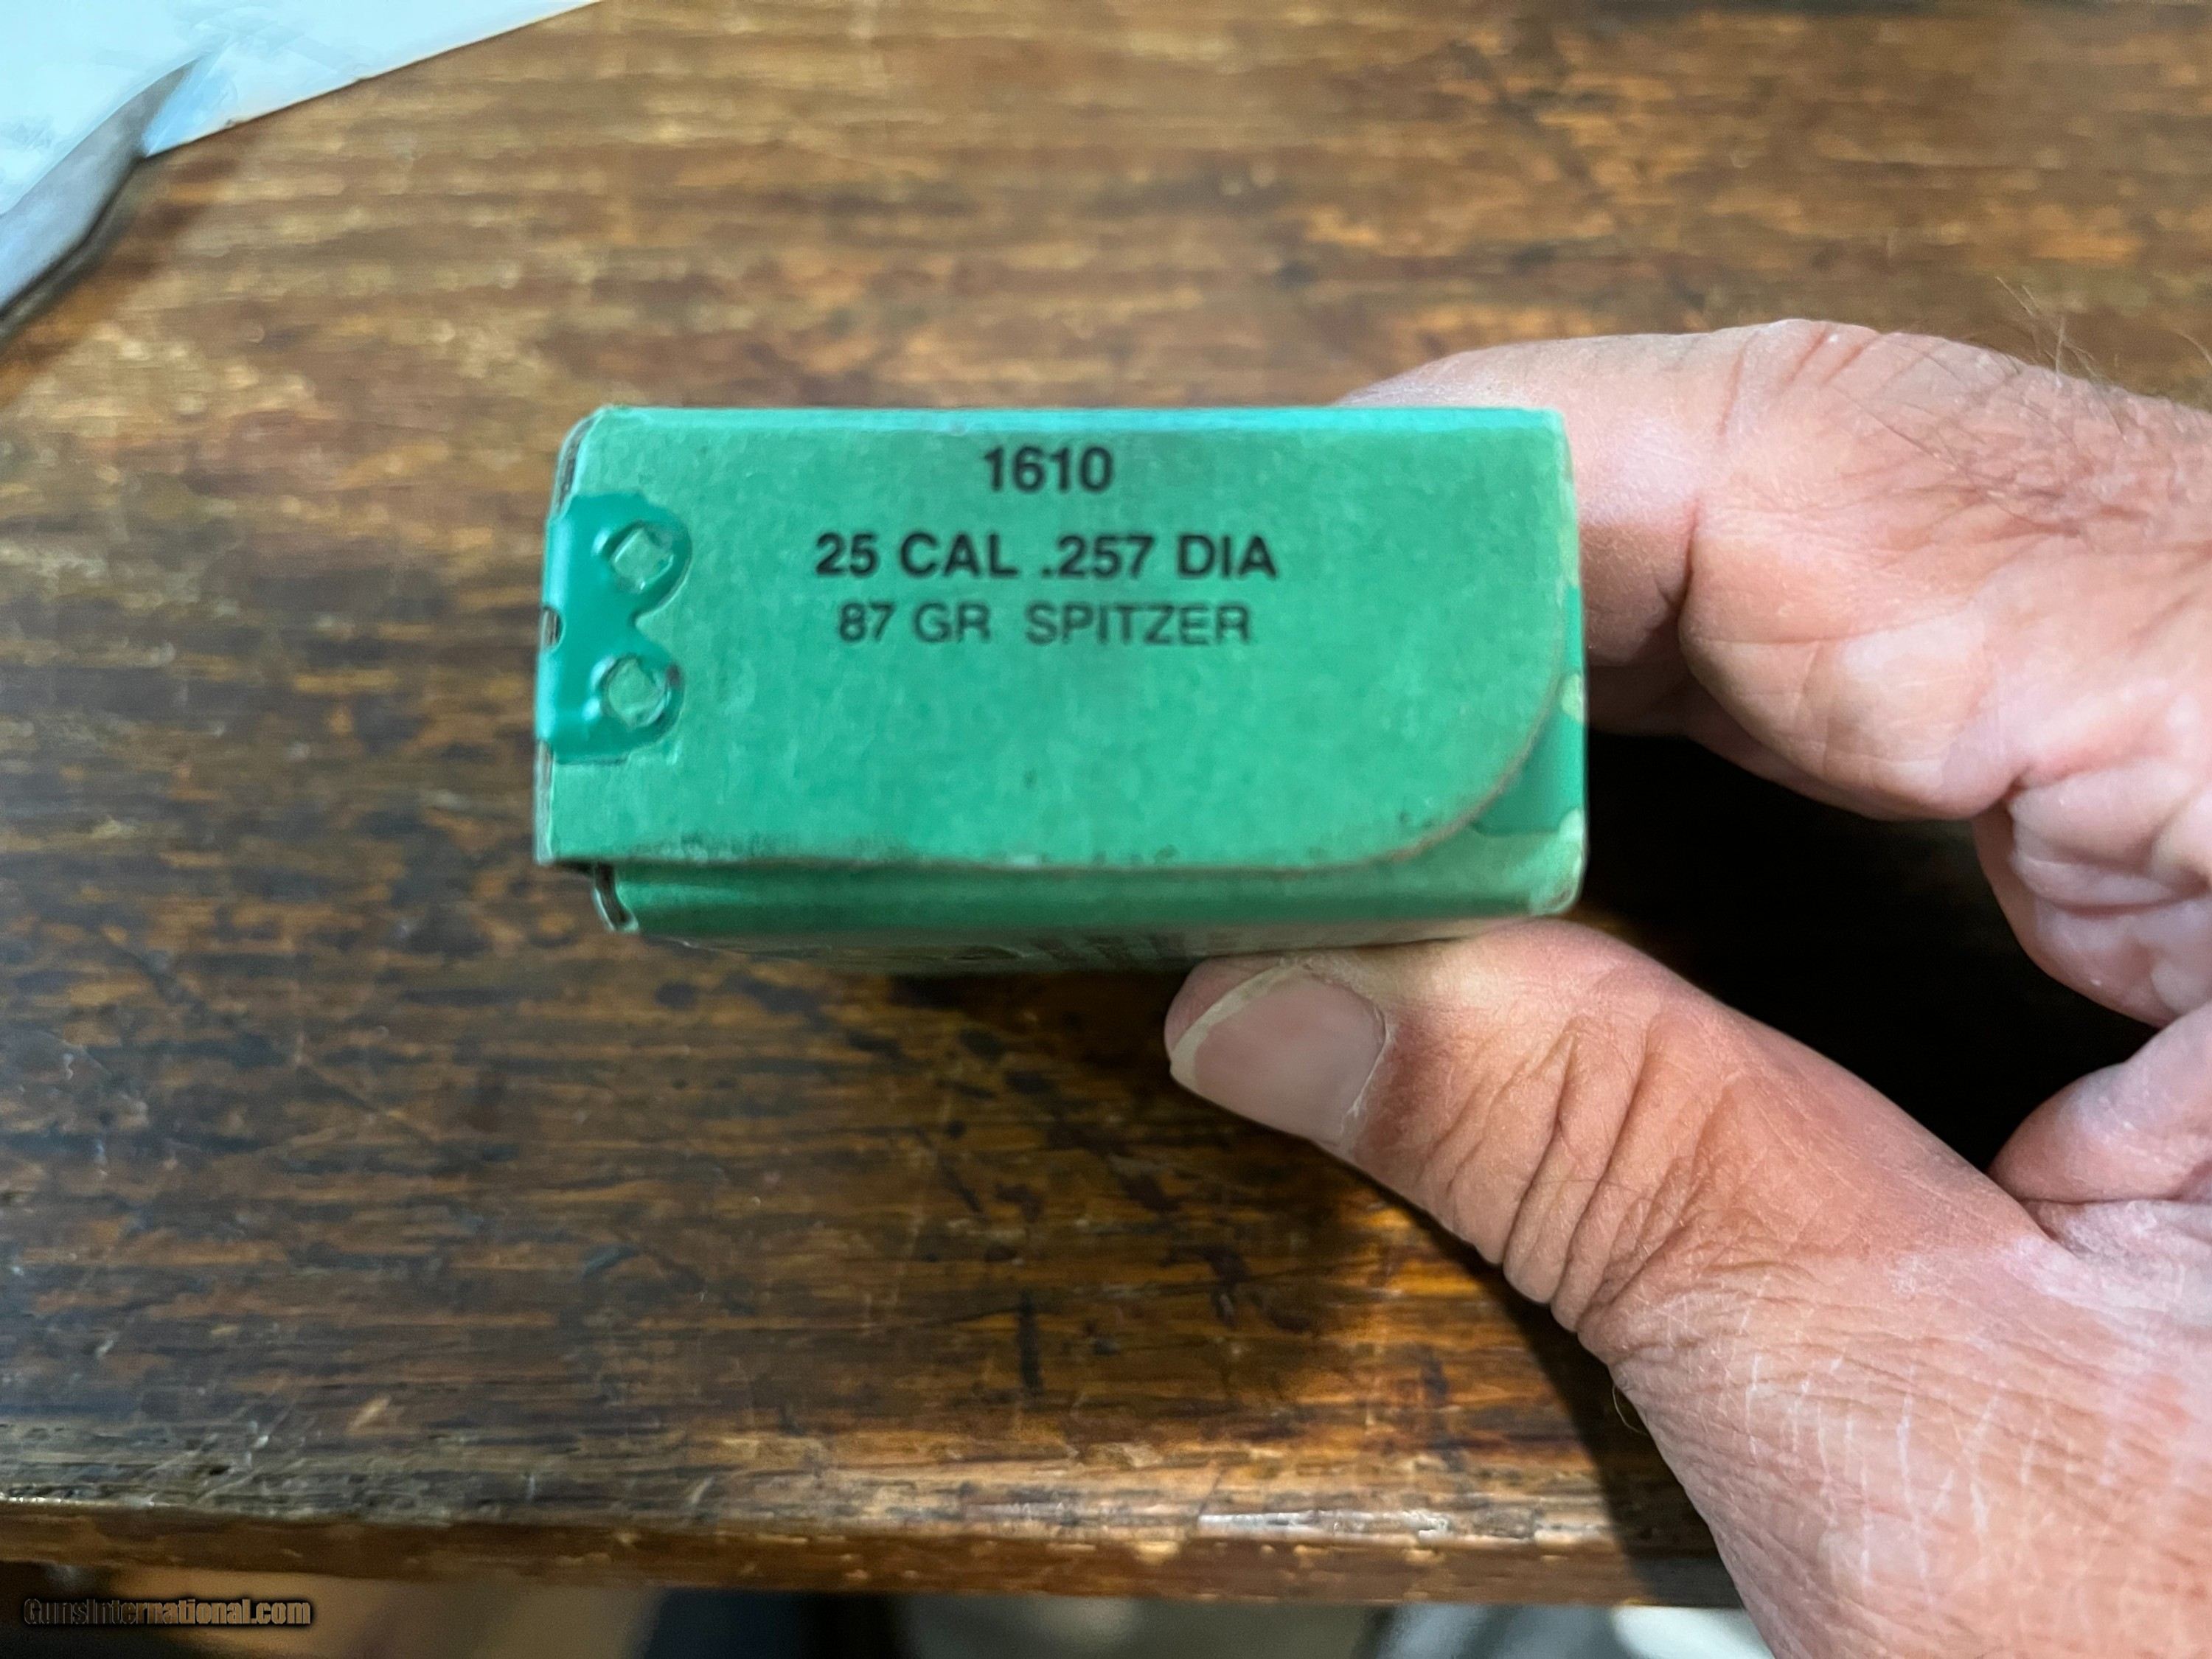 1610
25 CAL .257 DIA
87 GR SPITZER
GunsInternational.com